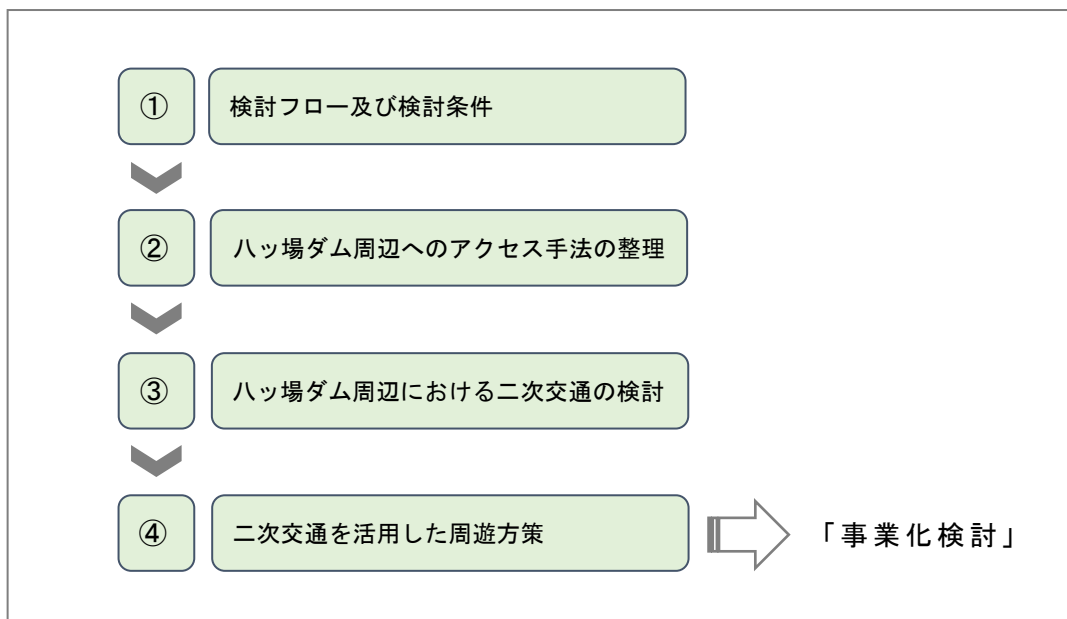 ① 検討フロー及び検討条件
② 八ッ場ダム周辺へのアクセス手法の整理
③ 八ッ場ダム周辺における二次交通の検討
④ 二次交通を活用した周遊方策 「事業化検討」